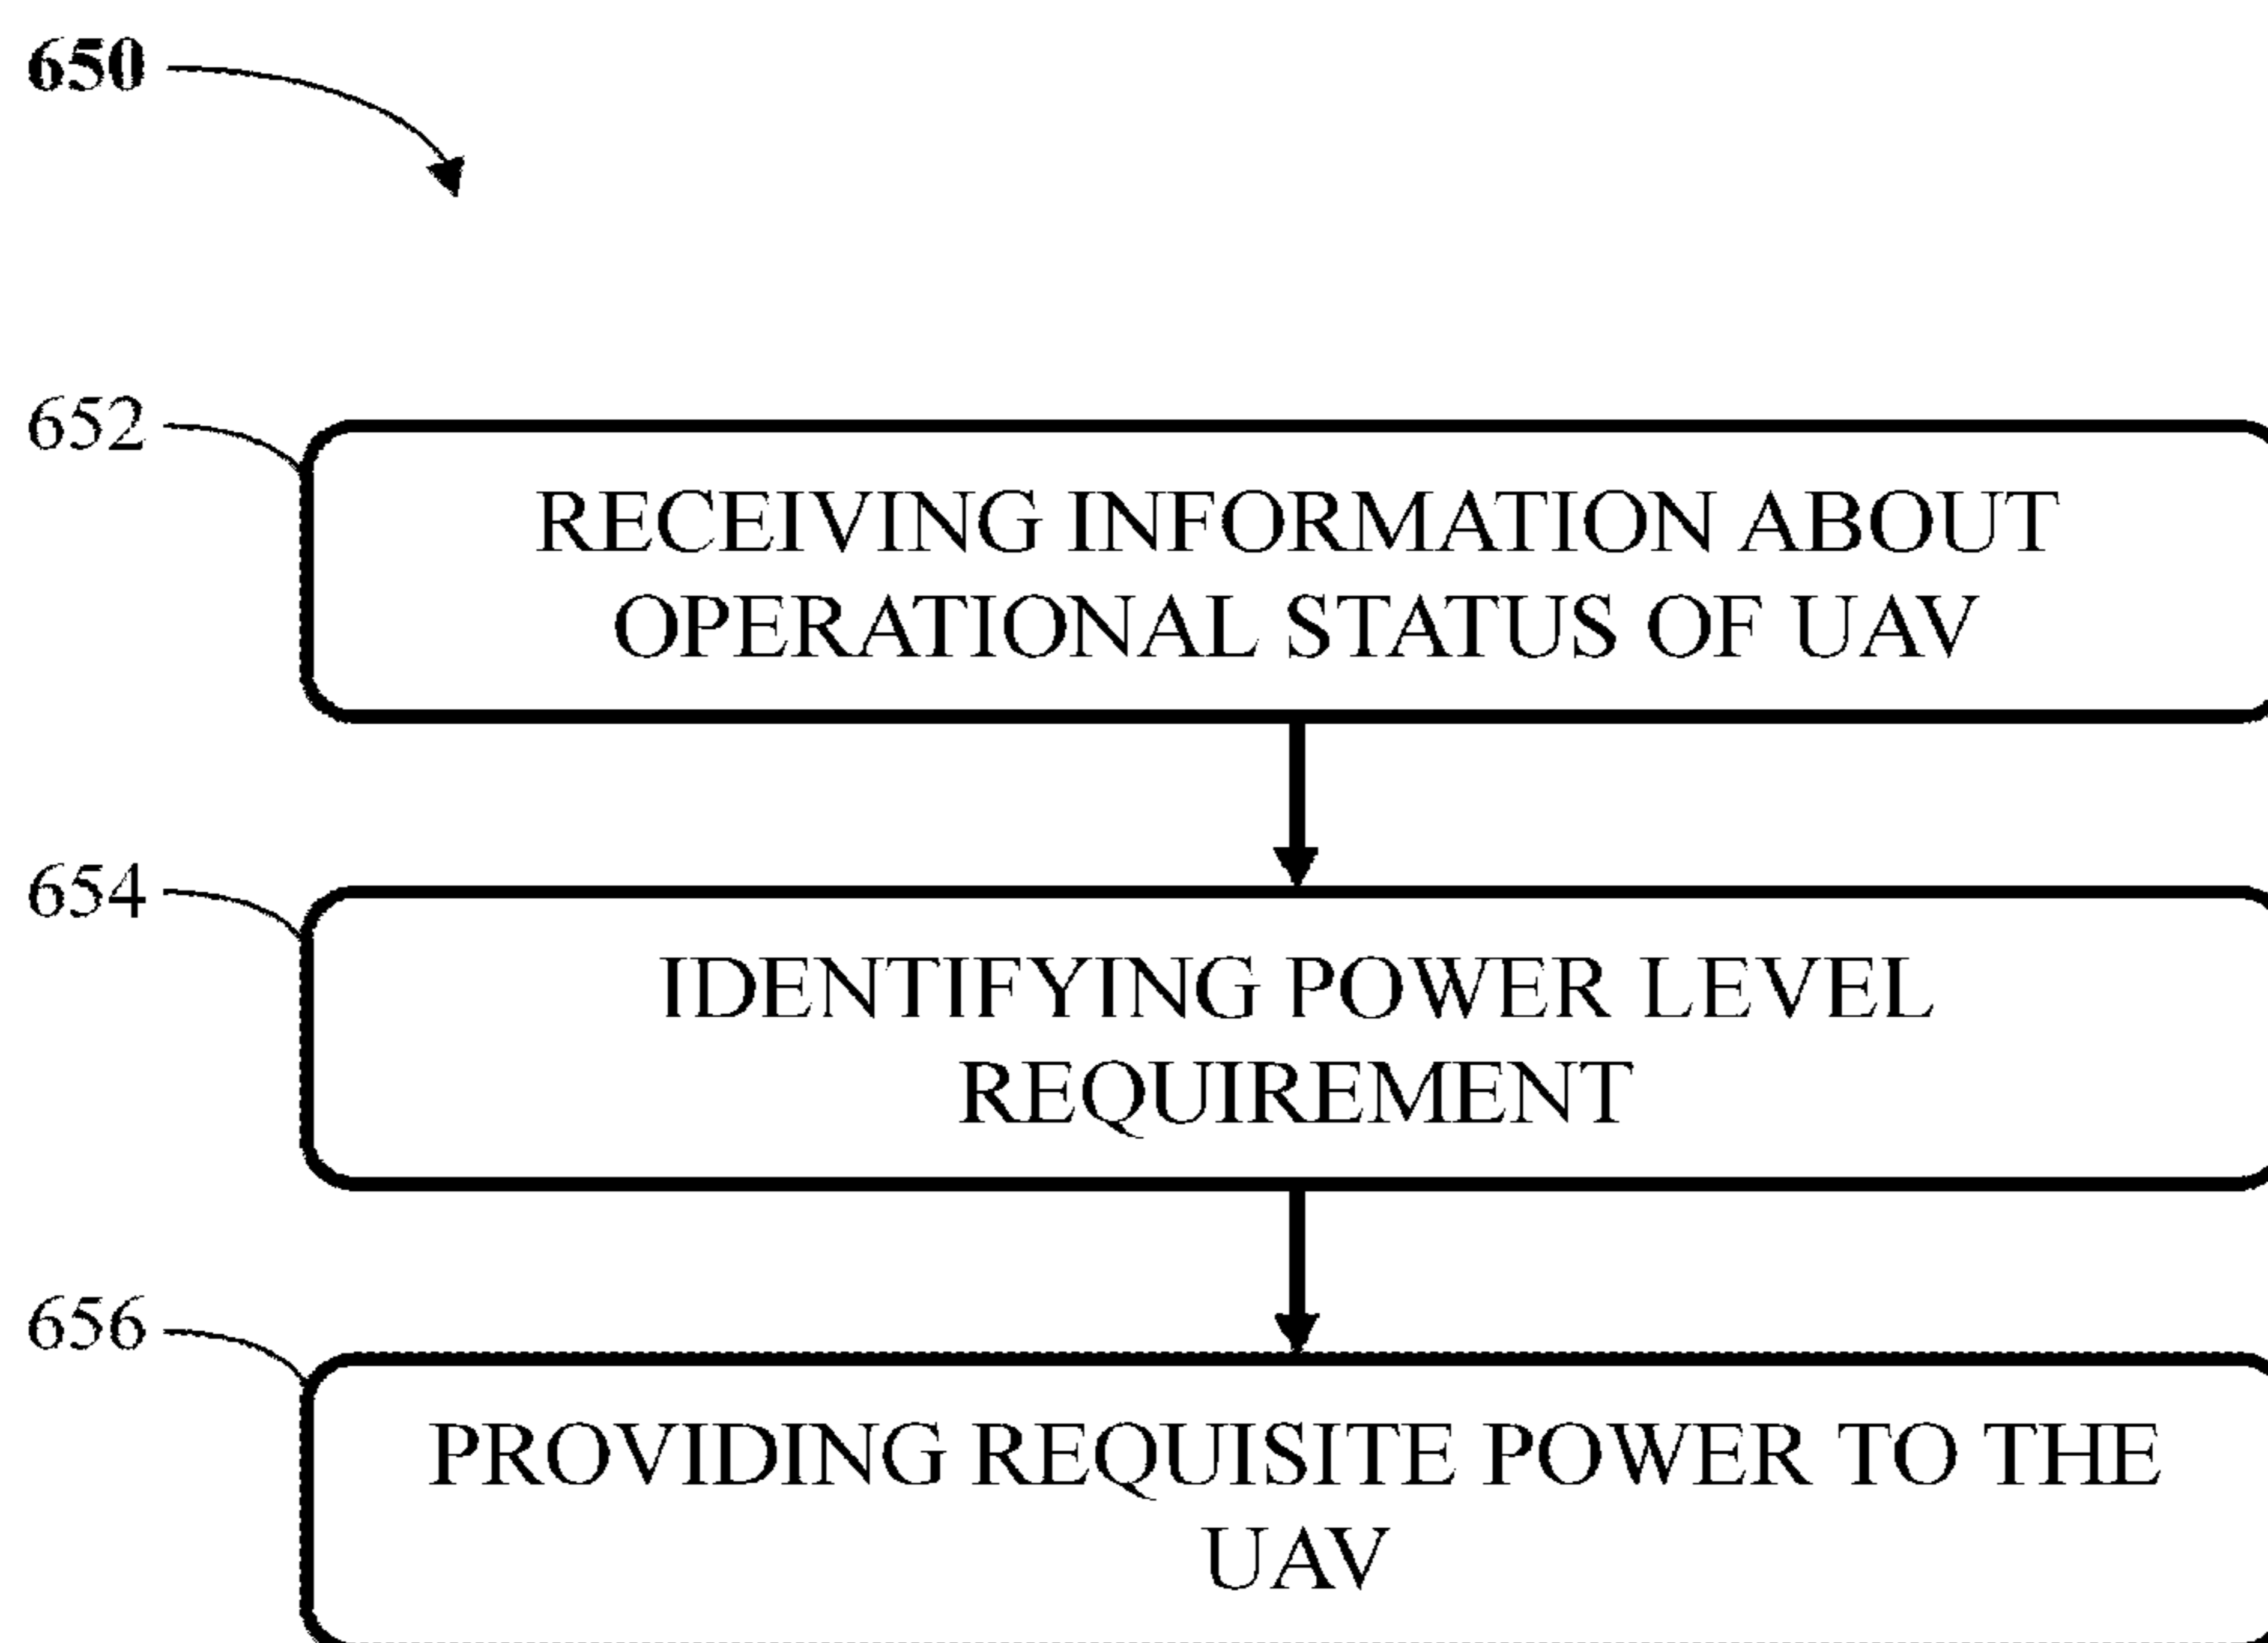 650
652
RECEIVING INFORMATION ABOUT
OPERATIONAL STATUS OF UAV
654
IDENTIFYING POWER LEVEL
REQUIREMENT
656
PROVIDING REQUISITE POWER TO THE
UAV